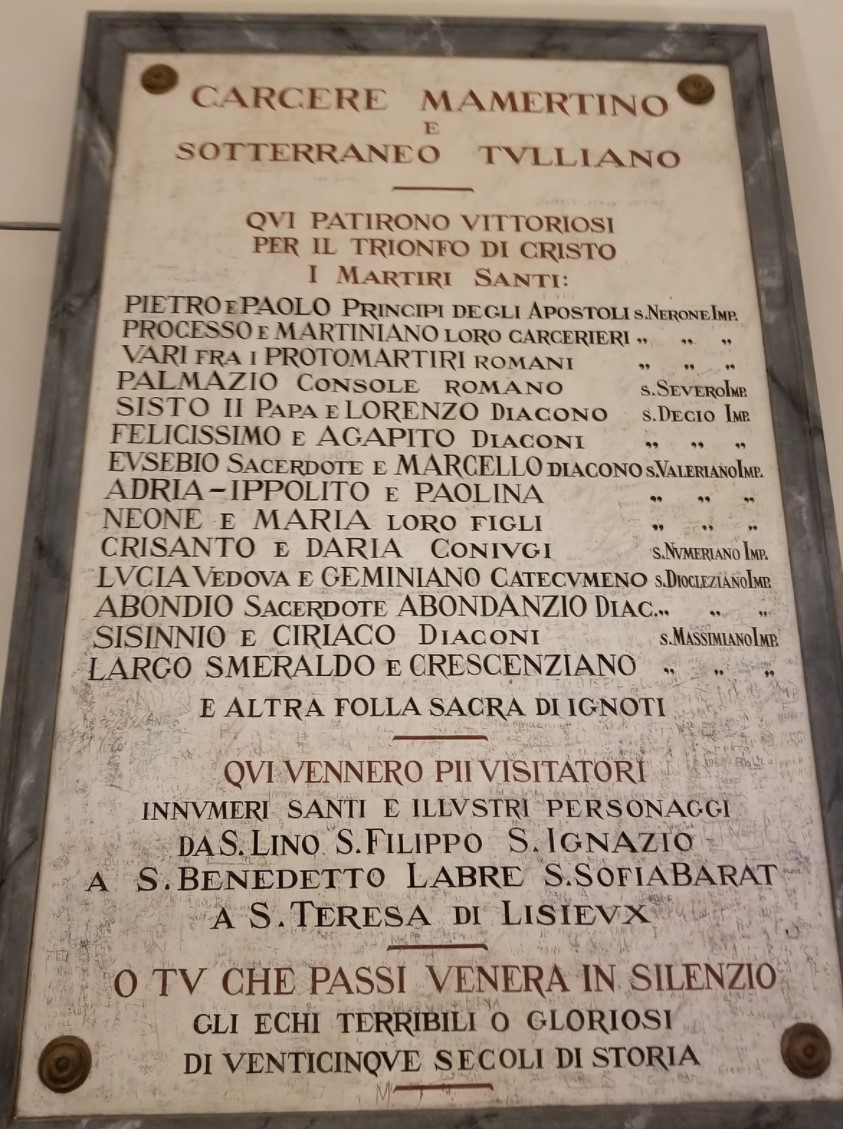 CARCERE MAMERTINO
E
SOTTERRANEO TVLLIANO
QVI PATIRONO VITTORIOSI
PER IL TRIONFO DI CRISTO
I MARTIRI SANTI:
PIETRO E PAOLO PRINCIPI DEGLI APOSTOLI S.NERONE IMP.
PROCESSO E MARTINIANO LORO CARCERIERI „ „ „
VARI FRA I PROTOMARTIRI ROMANI „ „ „
PALMAZIO CONSOLE ROMANO S.SEVERO IMP.
SISTO II PAPA E LORENZO DIACONO S.DECIO IMP.
FELICISSIMO E AGAPITO DIACONI „ „ „
EVSEBIO SACERDOTE E MARCELLO DIACONO S.VALERIANO IMP.
ADRIA-IPPOLITO E PAOLINA „ „ „
NEONE E MARIA LORO FIGLI „ „ „
CRISANTO E DARIA CONIVGI S.NVMERIANO IMP.
LVCIA VEDOVA E GEMINIANO CATECVMENO S.DIOCLEZIANO IMP.
ABONDIO SACERDOTE ABONDANZIO DIAC. „ „ „
SISINNIO E CIRIACO DIACONI S.MASSIMIANO IMP.
LARGO SMERALDO E CRESCENZIANO „ „ „
E ALTRA FOLLA SACRA DI IGNOTI
QVI VENNERO PII VISITATORI
INNVMERI SANTI E ILLVSTRI PERSONAGGI
DA S.LINO S.FILIPPO S.IGNAZIO
A S.BENEDETTO LABRE S.SOFIA BARAT
A S.TERESA DI LISIEVX
O TV CHE PASSI VENERA IN SILENZIO
GLI ECHI TERRIBILI O GLORIOSI
DI VENTICINQVE SECOLI DI STORIA